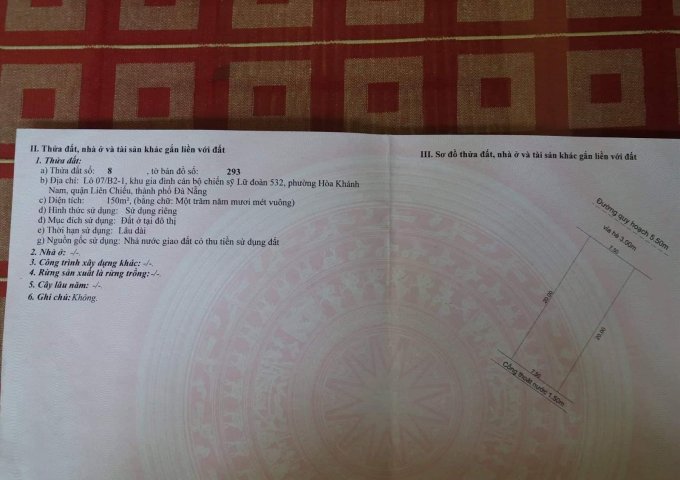 II. Thửa đất, nhà ở và tài sản khác gắn liền với đất
1. Thửa đất:
a) Thửa đất số: 8 , tờ bản đồ số: 293
b) Địa chỉ: Lô 07/B2-1, khu gia đình cán bộ chiến sỹ Lữ đoàn 532, phường Hòa Khánh
Nam, quận Liên Chiểu, thành phố Đà Nẵng
c) Diện tích: 150m², (bằng chữ: Một trăm năm mươi mét vuông)
d) Hình thức sử dụng: Sử dụng riêng
đ) Mục đích sử dụng: Đất ở tại đô thị
e) Thời hạn sử dụng: Lâu dài
g) Nguồn gốc sử dụng: Nhà nước giao đất có thu tiền sử dụng đất
2. Nhà ở: -/-.
3. Công trình xây dựng khác: -/-.
4. Rừng sản xuất là rừng trồng: -/-.
5. Cây lâu năm: -/-.
6. Ghi chú: Không.
III. Sơ đồ thửa đất, nhà ở và tài sản khác gắn liền với đất
Đường quy hoạch 5.50m
vỉa hè 3.00m
7.50
20.00
20.00
7.50
Cống thoát nước 1.50m